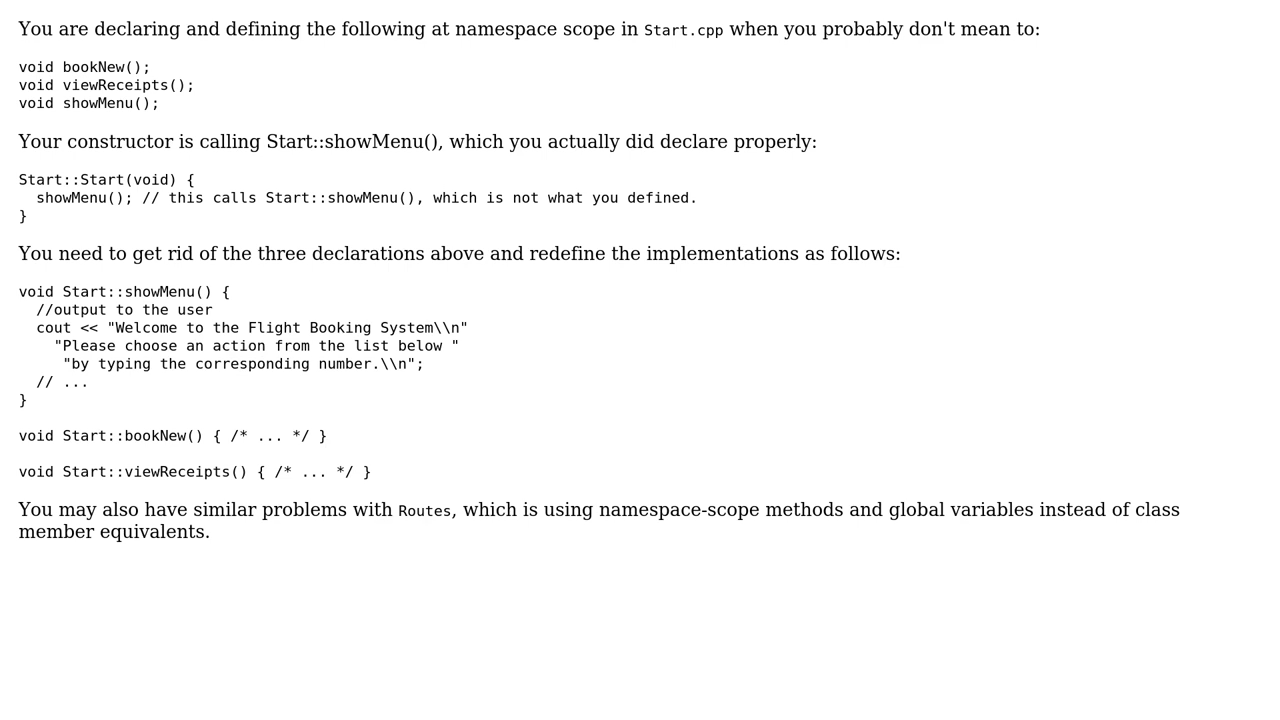 You are declaring and defining the following at namespace scope in Start.cpp when you probably don't mean to:
void bookNew();
void viewReceipts();
void showMenu();
Your constructor is calling Start::showMenu(), which you actually did declare properly:
Start::Start(void) {
  showMenu(); // this calls Start::showMenu(), which is not what you defined.
}
You need to get rid of the three declarations above and redefine the implementations as follows:
void Start::showMenu() {
  //output to the user
  cout << "Welcome to the Flight Booking System\\n"
    "Please choose an action from the list below "
     "by typing the corresponding number.\\n";
  // ...
}
void Start::bookNew() { /* ... */ }
void Start::viewReceipts() { /* ... */ }
You may also have similar problems with Routes, which is using namespace-scope methods and global variables instead of class
member equivalents.